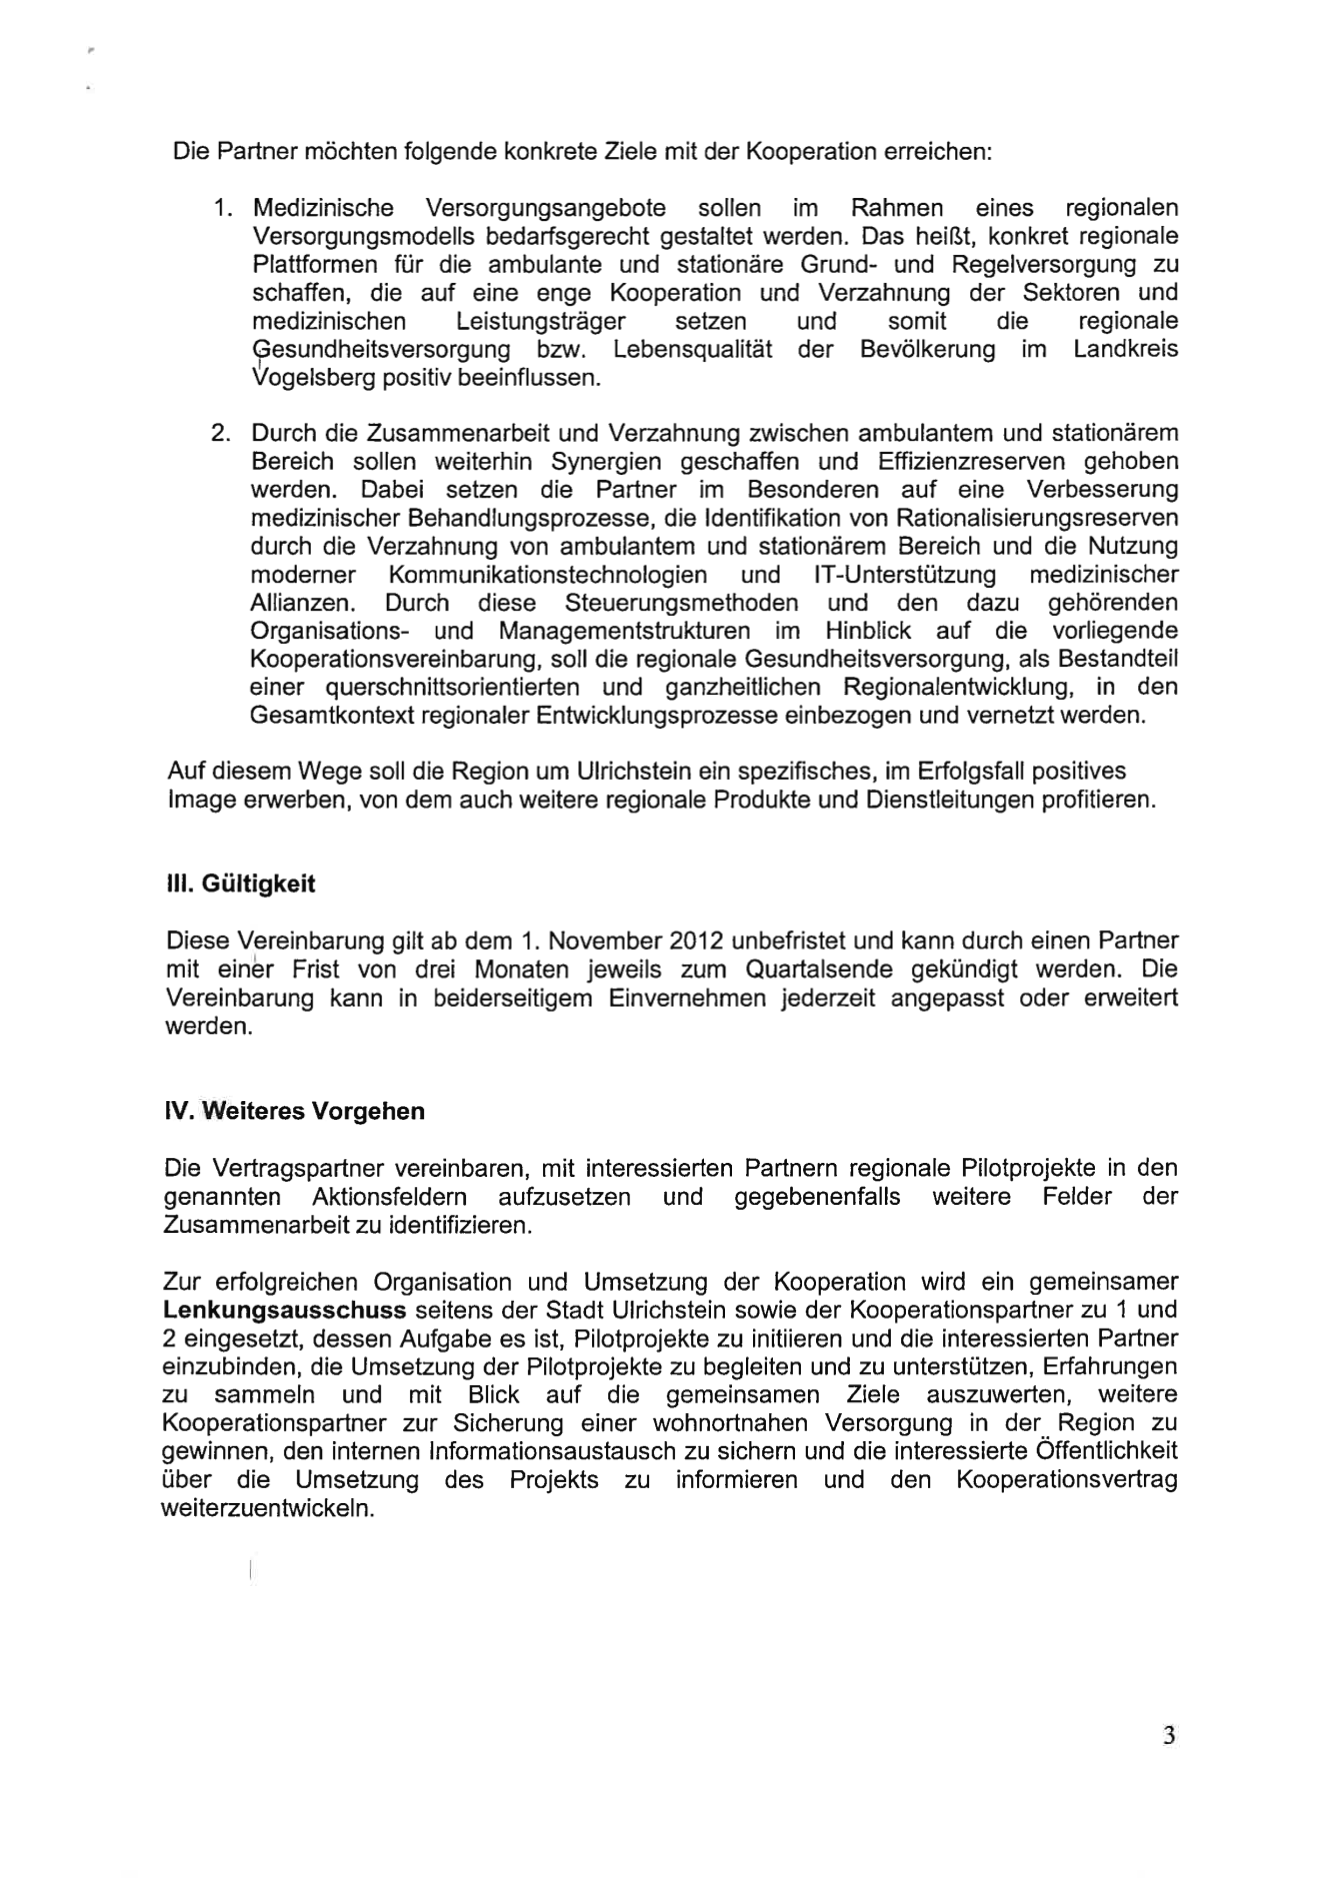 Die Partner möchten folgende konkrete Ziele mit der Kooperation erreichen:
1. Medizinische Versorgungsangebote sollen im Rahmen eines regionalen
Versorgungsmodells bedarfsgerecht gestaltet werden. Das heißt, konkret regionale
Plattformen für die ambulante und stationäre Grund- und Regelversorgung zu
schaffen, die auf eine enge Kooperation und Verzahnung der Sektoren und
medizinischen Leistungsträger setzen und somit die regionale
Gesundheitsversorgung bzw. Lebensqualität der Bevölkerung im Landkreis
Vogelsberg positiv beeinflussen.
2. Durch die Zusammenarbeit und Verzahnung zwischen ambulantem und stationärem
Bereich sollen weiterhin Synergien geschaffen und Effizienzreserven gehoben
werden. Dabei setzen die Partner im Besonderen auf eine Verbesserung
medizinischer Behandlungsprozesse, die Identifikation von Rationalisierungsreserven
durch die Verzahnung von ambulantem und stationärem Bereich und die Nutzung
moderner Kommunikationstechnologien und IT-Unterstützung medizinischer
Allianzen. Durch diese Steuerungsmethoden und den dazu gehörenden
Organisations- und Managementstrukturen im Hinblick auf die vorliegende
Kooperationsvereinbarung, soll die regionale Gesundheitsversorgung, als Bestandteil
einer querschnittsorientierten und ganzheitlichen Regionalentwicklung, in den
Gesamtkontext regionaler Entwicklungsprozesse einbezogen und vernetzt werden.
Auf diesem Wege soll die Region um Ulrichstein ein spezifisches, im Erfolgsfall positives
Image erwerben, von dem auch weitere regionale Produkte und Dienstleitungen profitieren.
III. Gültigkeit
Diese Vereinbarung gilt ab dem 1. November 2012 unbefristet und kann durch einen Partner
mit einer Frist von drei Monaten jeweils zum Quartalsende gekündigt werden. Die
Vereinbarung kann in beiderseitigem Einvernehmen jederzeit angepasst oder erweitert
werden.
IV. Weiteres Vorgehen
Die Vertragspartner vereinbaren, mit interessierten Partnern regionale Pilotprojekte in den
genannten Aktionsfeldern aufzusetzen und gegebenenfalls weitere Felder der
Zusammenarbeit zu identifizieren.
Zur erfolgreichen Organisation und Umsetzung der Kooperation wird ein gemeinsamer
Lenkungsausschuss seitens der Stadt Ulrichstein sowie der Kooperationspartner zu 1 und
2 eingesetzt, dessen Aufgabe es ist, Pilotprojekte zu initiieren und die interessierten Partner
einzubinden, die Umsetzung der Pilotprojekte zu begleiten und zu unterstützen, Erfahrungen
zu sammeln und mit Blick auf die gemeinsamen Ziele auszuwerten, weitere
Kooperationspartner zur Sicherung einer wohnortnahen Versorgung in der Region zu
gewinnen, den internen Informationsaustausch zu sichern und die interessierte Öffentlichkeit
über die Umsetzung des Projekts zu informieren und den Kooperationsvertrag
weiterzuentwickeln.
3